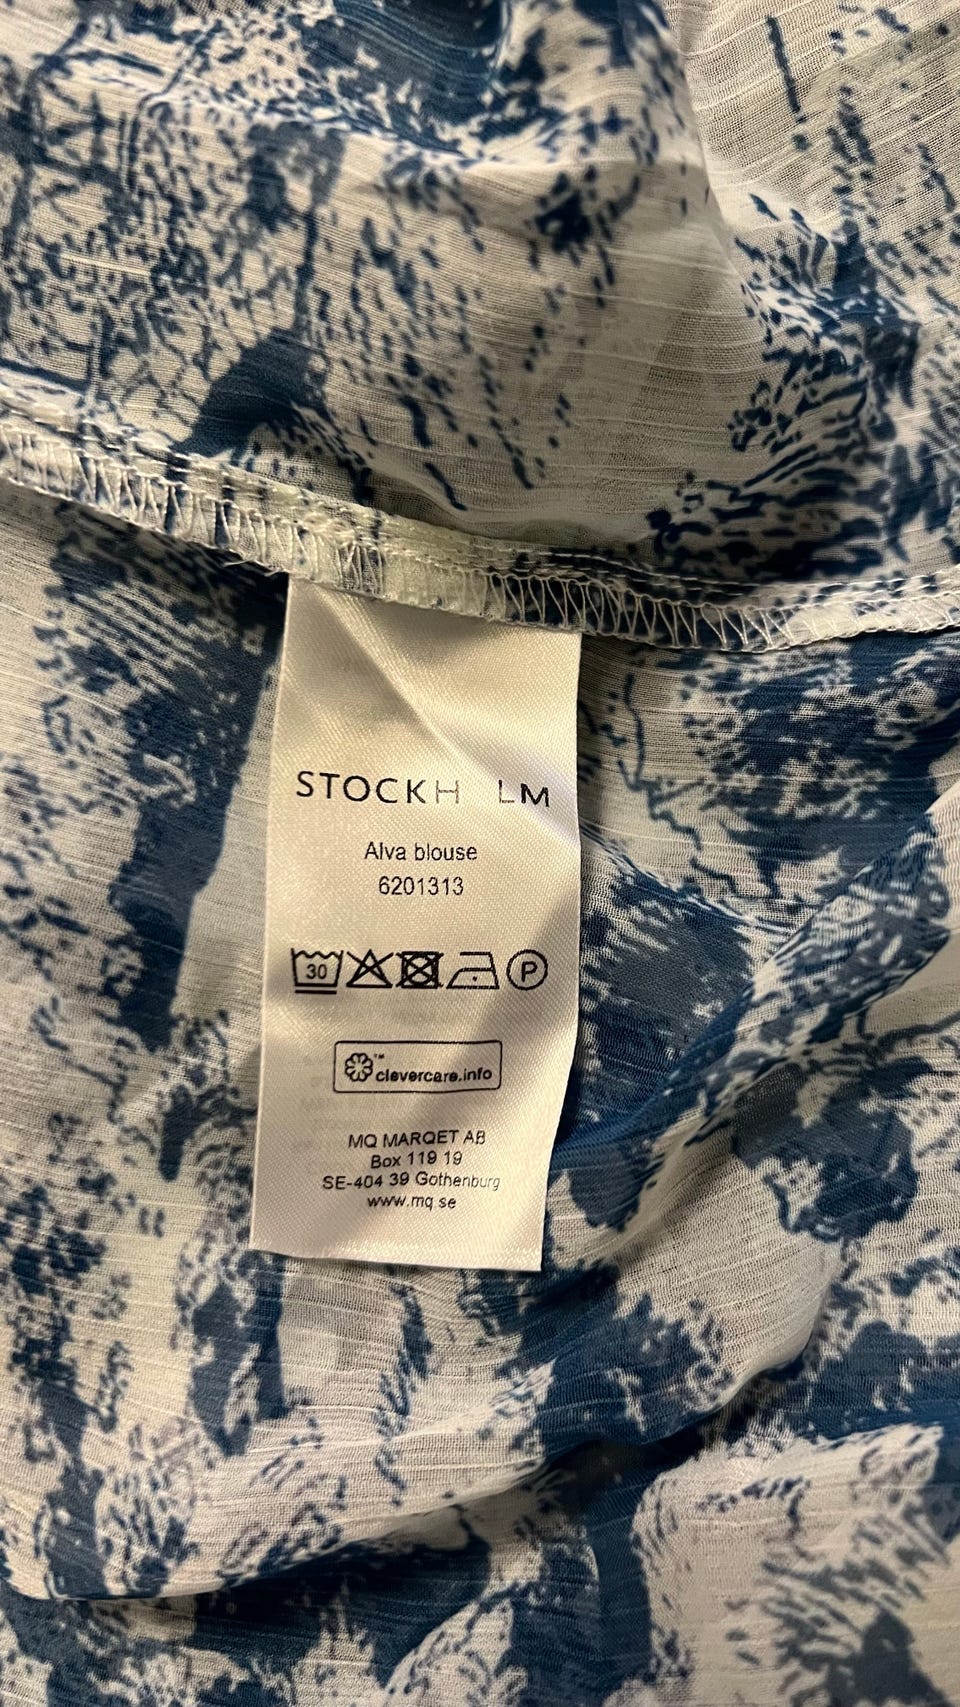 STOCKH LM
Alva blouse
6201313
30 P
clevercare.info
MQ MARQET AB
Box 119 19
SE-404 39 Gothenburg
www.mq.se